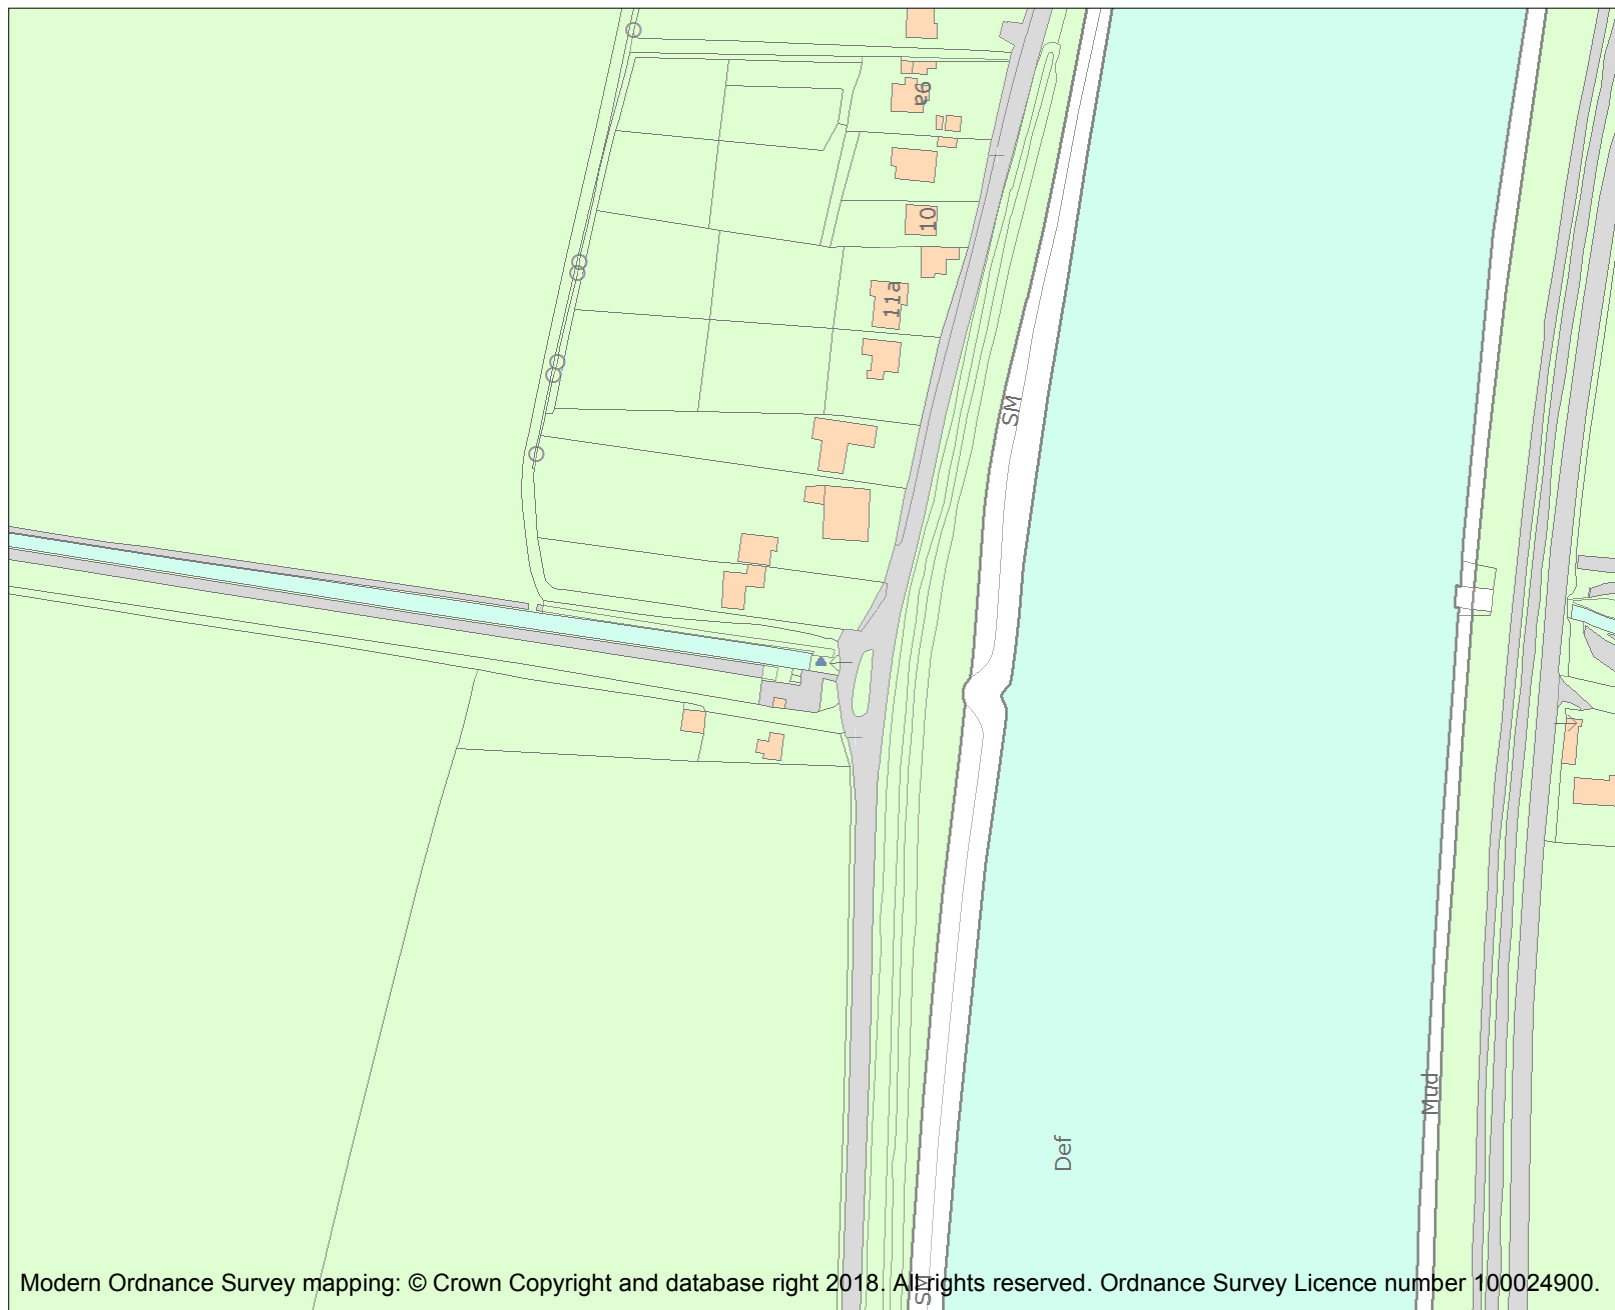 9a
10
11a
SM
Mud
Def
SM
Modern Ordnance Survey mapping: © Crown Copyright and database right 2018. All rights reserved. Ordnance Survey Licence number 100024900.